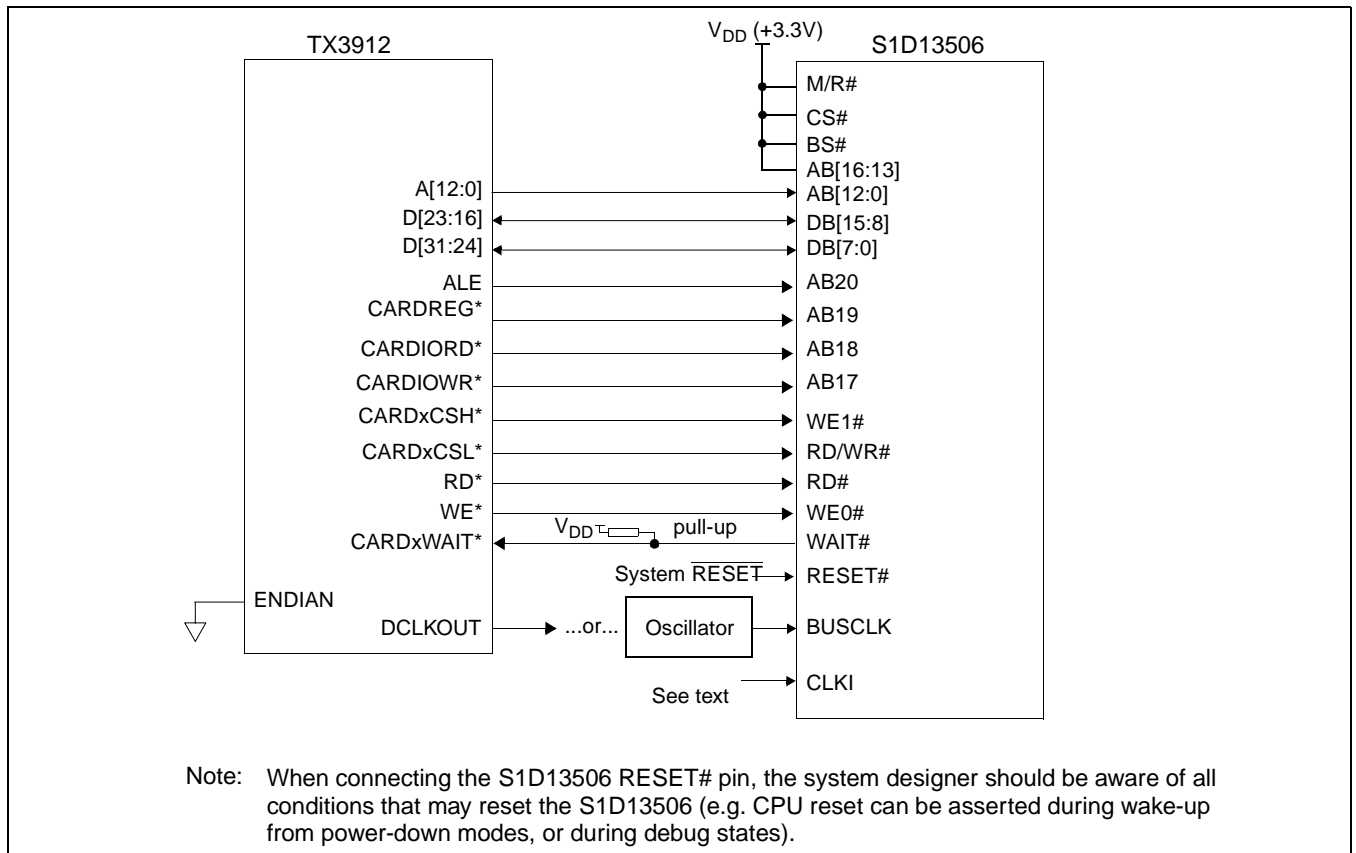 V_DD (+3.3V)
TX3912
S1D13506
M/R#
CS#
BS#
AB[16:13]
A[12:0]
AB[12:0]
D[23:16]
DB[15:8]
D[31:24]
DB[7:0]
ALE
AB20
CARDREG*
AB19
CARDIORD*
AB18
CARDIOWR*
AB17
CARDxCSH*
WE1#
CARDxCSL*
RD/WR#
RD*
RD#
WE*
WE0#
V_DD
pull-up
CARDxWAIT*
WAIT#
System RESET
RESET#
ENDIAN
DCLKOUT
...or...
Oscillator
BUSCLK
See text
CLKI
Note: When connecting the S1D13506 RESET# pin, the system designer should be aware of all
conditions that may reset the S1D13506 (e.g. CPU reset can be asserted during wake-up
from power-down modes, or during debug states).